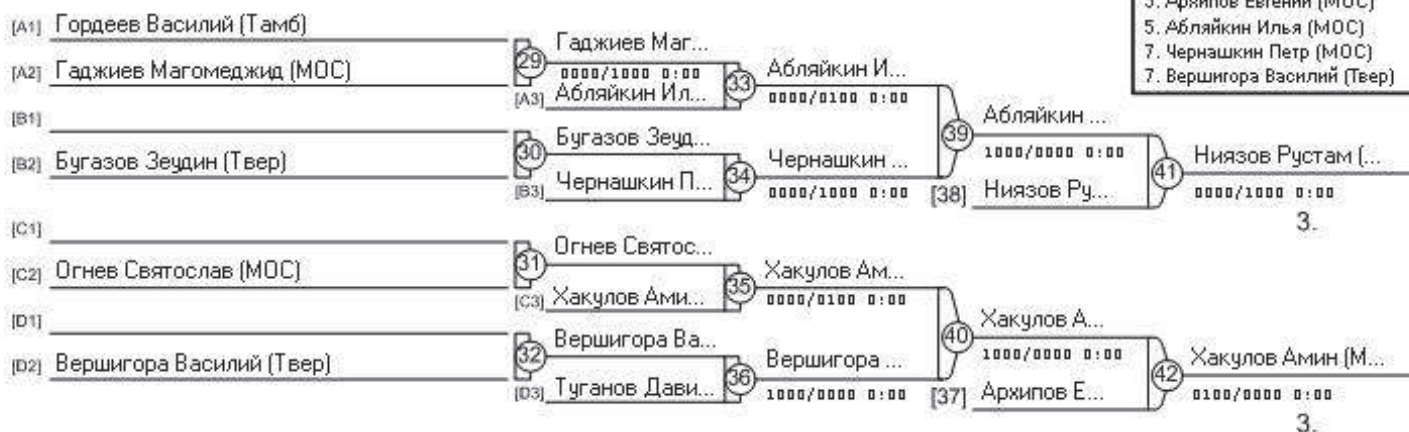 5. Архипов Евгений (МОС)
5. Абляйкин Илья (МОС)
7. Чернашкин Петр (МОС)
7. Вершигора Василий (Твер)
[A1] Гордеев Василий (Тамб)
[A2] Гаджиев Магомеджид (МОС)
29 Гаджиев Маг...
0000/1000 0:00
[A3] Абляйкин Ил...
33 Абляйкин И...
0000/0100 0:00
[B1]
[B2] Бугазов Зеудин (Твер)
30 Бугазов Зеуд...
[B3] Чернашкин П...
34 Чернашкин ...
0000/1000 0:00
39 Абляйкин ...
1000/0000 0:00
[38] Ниязов Ру...
41 Ниязов Рустам (...
0000/1000 0:00
3.
[C1]
[C2] Огнев Святослав (МОС)
31 Огнев Святос...
[C3] Хакулов Ами...
35 Хакулов Ам...
0000/0100 0:00
[D1]
[D2] Вершигора Василий (Твер)
32 Вершигора Ва...
[D3] Туганов Дави...
36 Вершигора ...
1000/0000 0:00
40 Хакулов А...
1000/0000 0:00
[37] Архипов Е...
42 Хакулов Амин (М...
0100/0000 0:00
3.